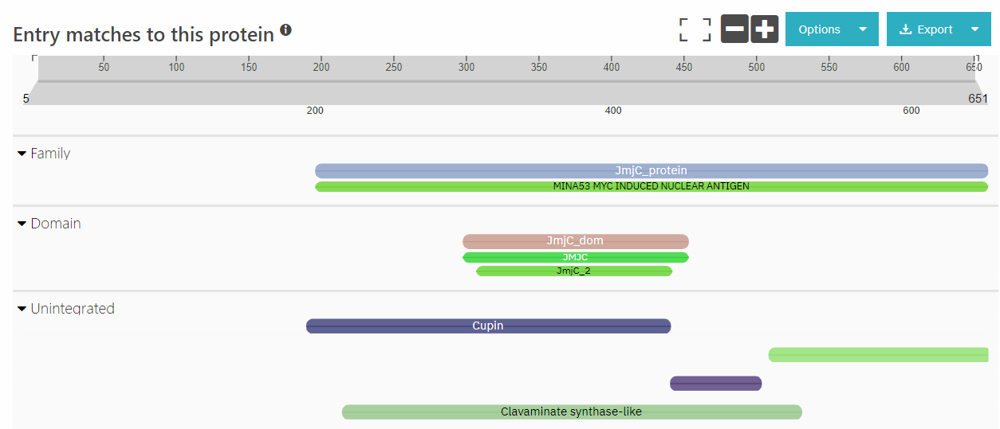 Entry matches to this protein
Options
Export
50 100 150 200 250 300 350 400 450 500 550 600 650
5 651
200 400 600
Family
JmjC_protein
MINA53 MYC INDUCED NUCLEAR ANTIGEN
Domain
JmjC_dom
JMJC
JmjC_2
Unintegrated
Cupin
Clavaminate synthase-like